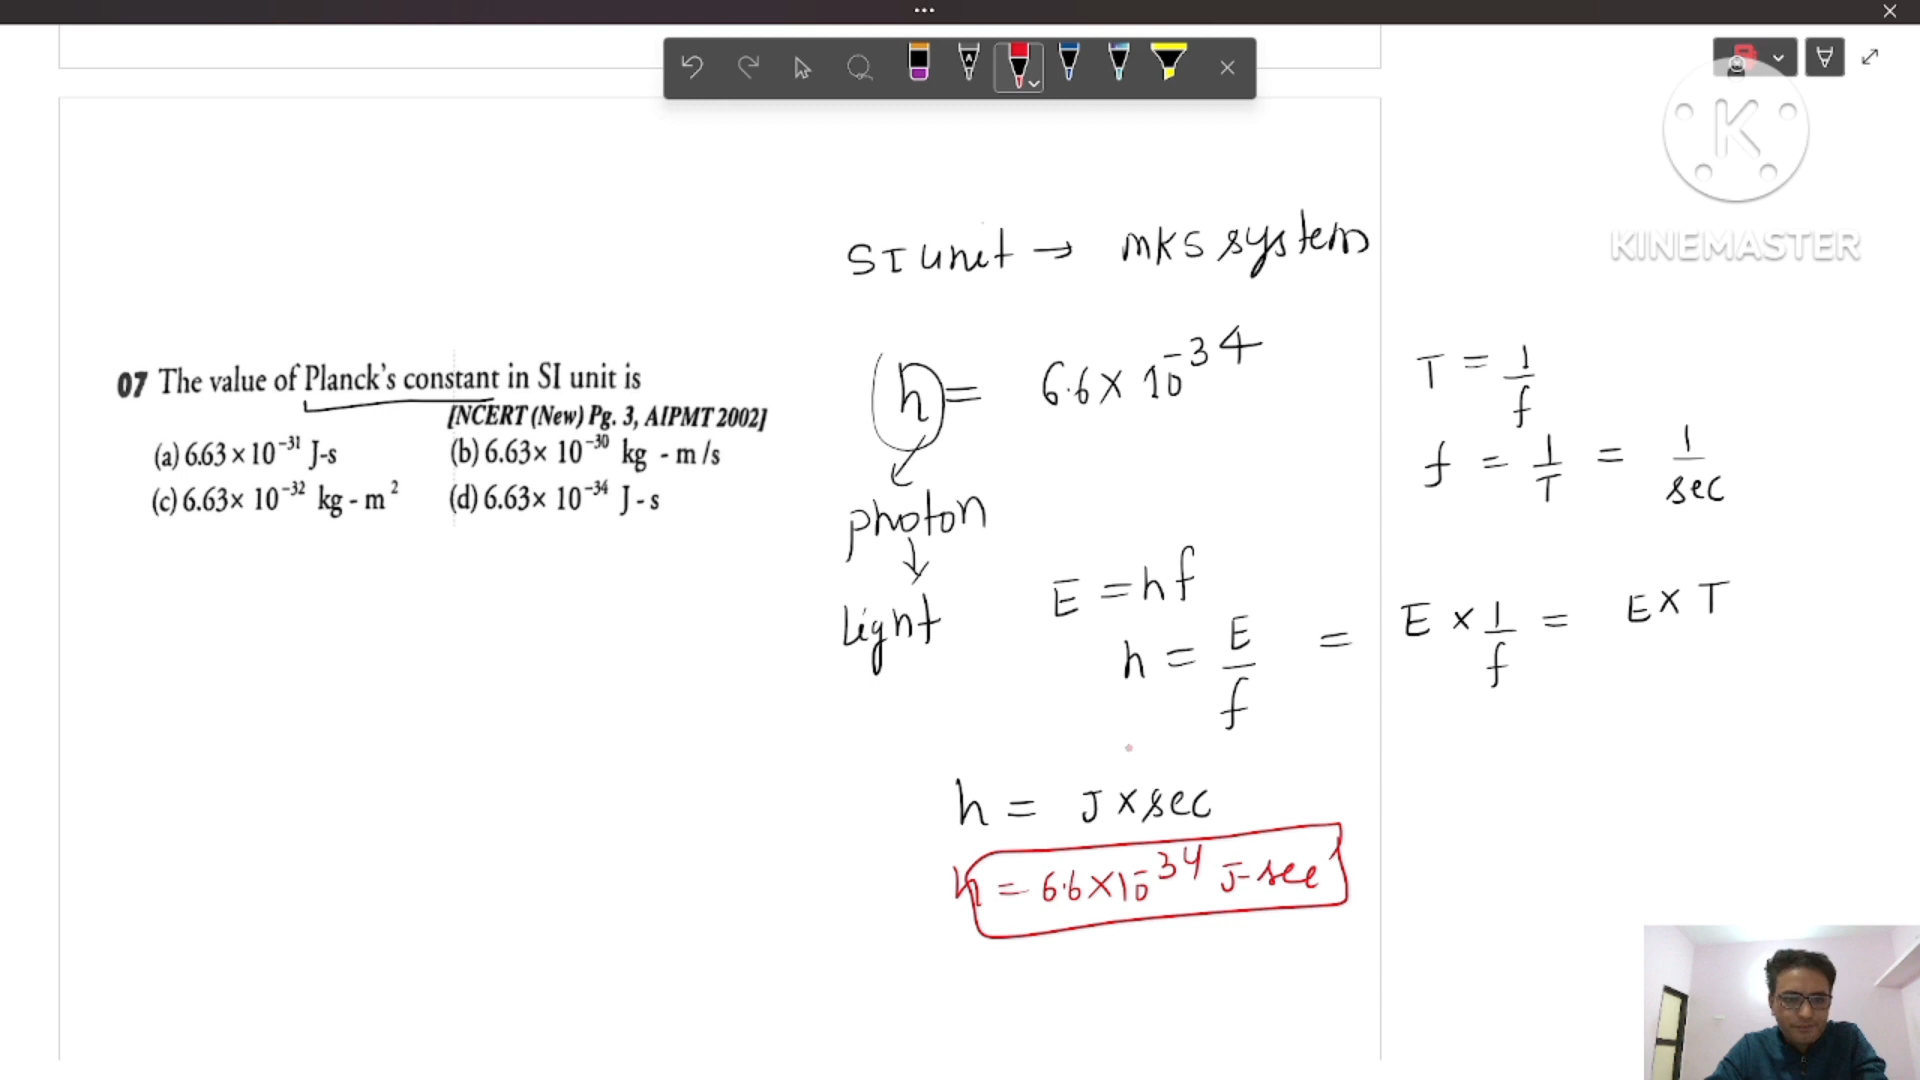 KINEMASTER
SI unit → MKS system
07 The value of Planck's constant in SI unit is
[NCERT (New) Pg. 3, AIPMT 2002]
(a) 6.63 × 10⁻³¹ J-s
(b) 6.63× 10⁻³⁰ kg - m/s
(c) 6.63× 10⁻³² kg - m²
(d) 6.63× 10⁻³⁴ J - s
h = 6.6 × 10⁻³⁴
photon
↓
Light
T = 1/f
f = 1/T = 1/sec
E = hf
h = E/f = E × 1/f = E × T
h = J × sec
h = 6.6×10⁻³⁴ J-sec